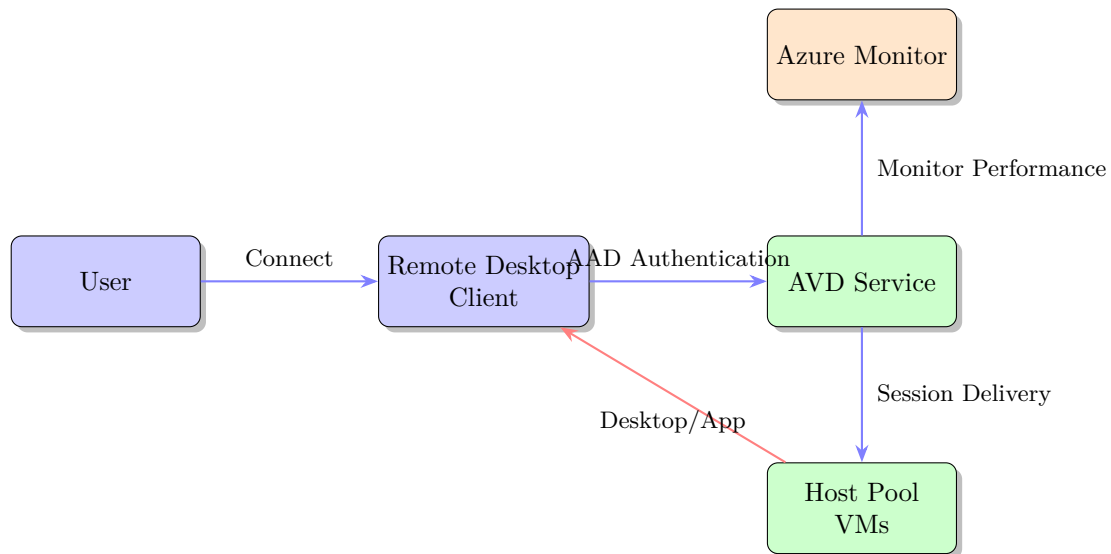 Azure Monitor
Monitor Performance
User
Connect
Remote Desktop
Client
AAD Authentication
AVD Service
Session Delivery
Desktop/App
Host Pool
VMs